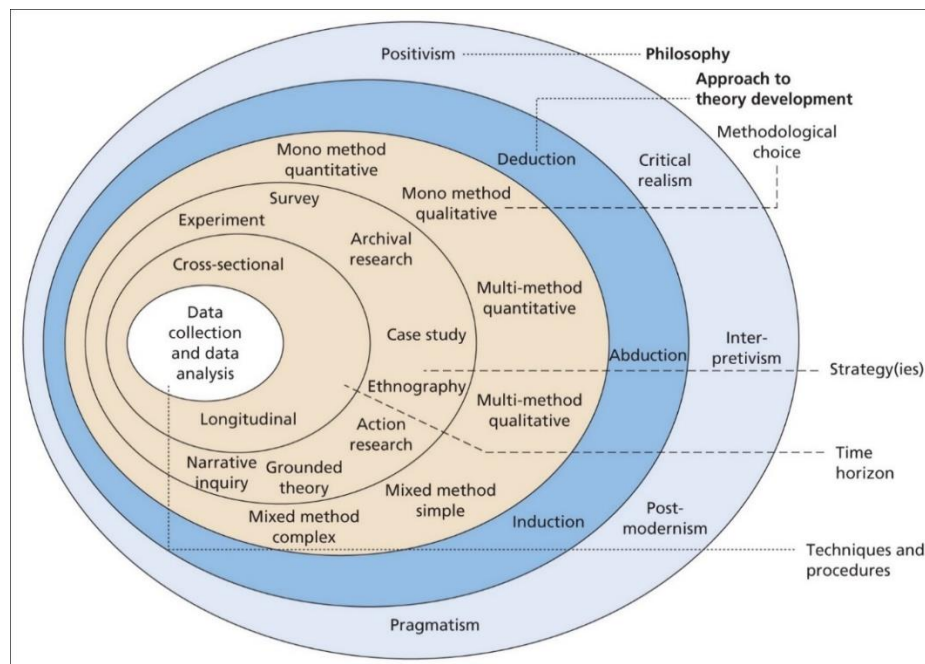 Positivism
Philosophy
Approach to
theory development
Methodological
choice
Mono method
quantitative
Deduction
Critical
realism
Mono method
qualitative
Survey
Experiment
Archival
research
Cross-sectional
Multi-method
quantitative
Data
collection
and data
analysis
Case study
Abduction
Inter-
pretivism
Strategy(ies)
Ethnography
Multi-method
qualitative
Longitudinal
Action
research
Time
horizon
Narrative
inquiry
Grounded
theory
Mixed method
simple
Mixed method
complex
Induction
Post-
modernism
Techniques and
procedures
Pragmatism